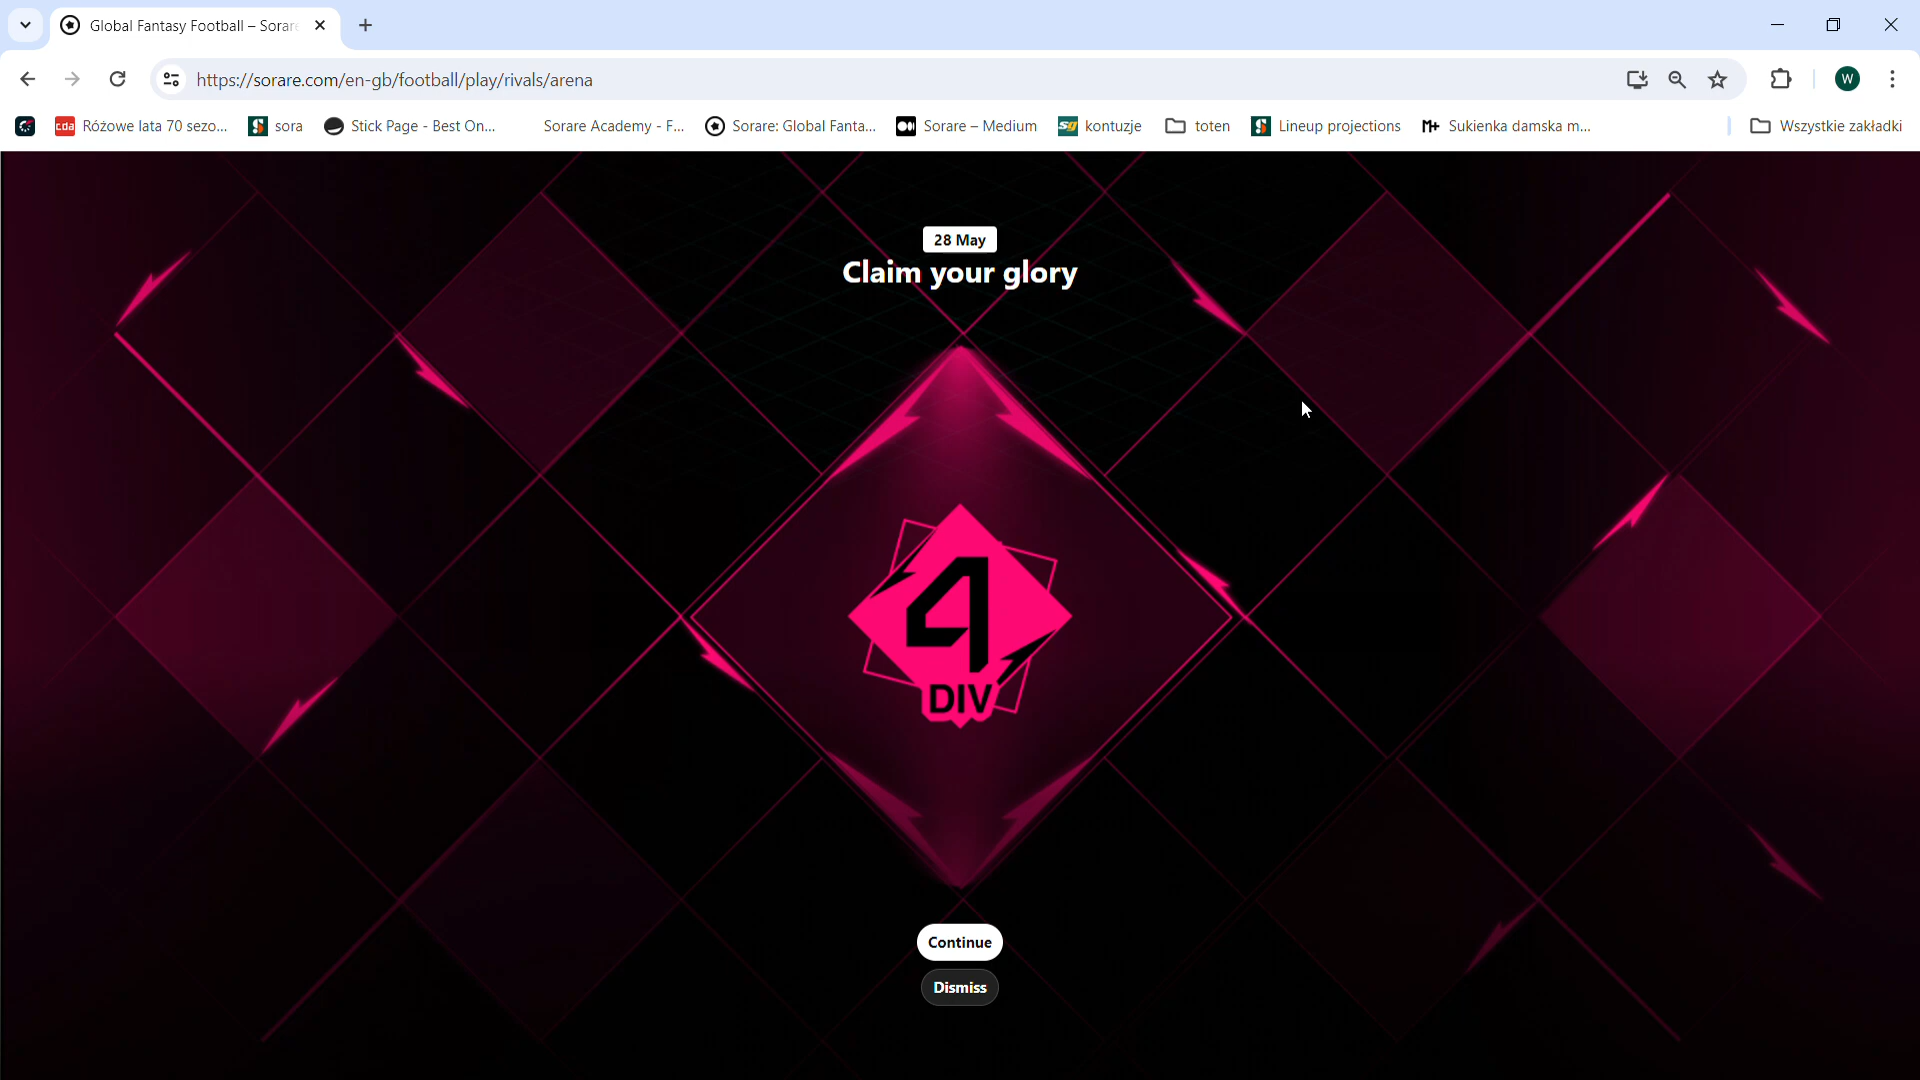 Global Fantasy Football – Sorare
https://sorare.com/en-gb/football/play/rivals/arena
W
cda Różowe lata 70 sezo...
sora
Stick Page - Best On...
Sorare Academy - F...
Sorare: Global Fanta...
Sorare – Medium
kontuzje
toten
Lineup projections
M+ Sukienka damska m...
Wszystkie zakładki
28 May
Claim your glory
4
DIV
Continue
Dismiss